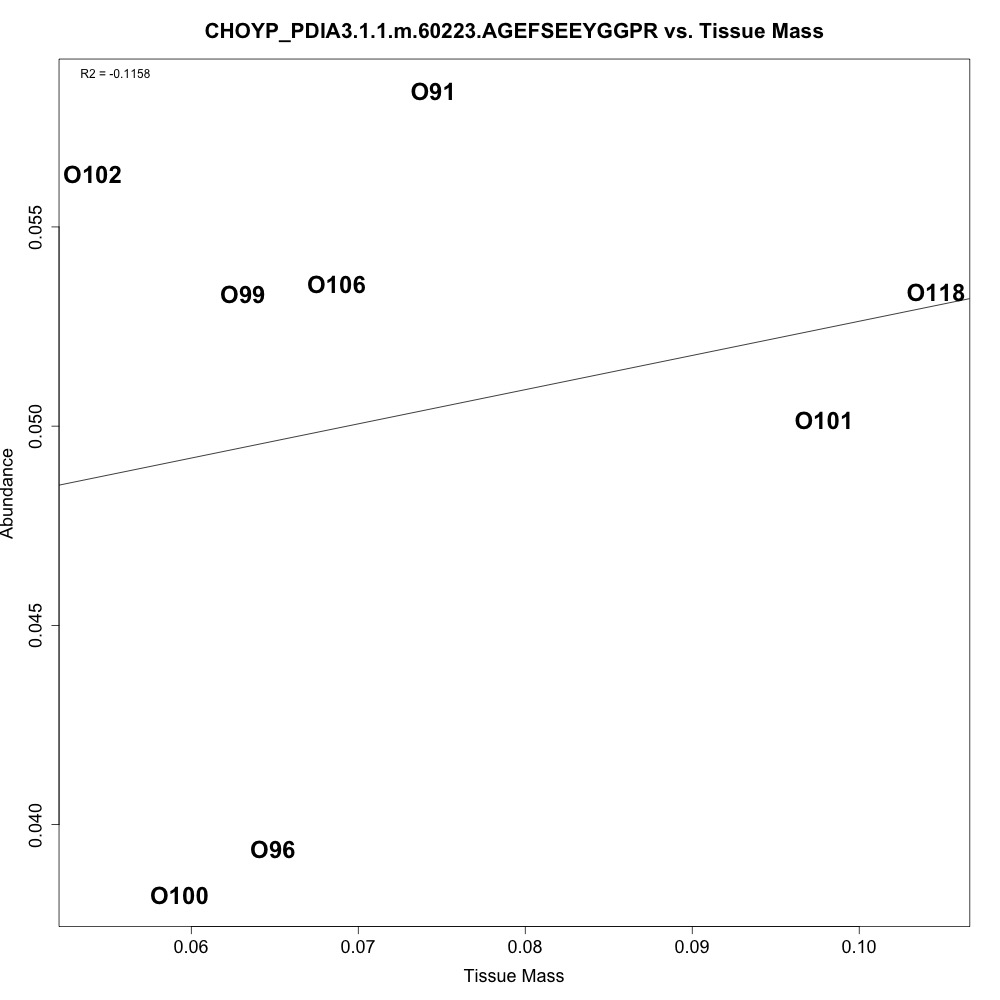 CHOYP_PDIA3.1.1.m.60223.AGEFSEEYGGPR vs. Tissue Mass
R2 = -0.1158
O91
O102
O99
O106
O118
O101
O96
O100
0.055
0.050
0.045
0.040
Abundance
0.06
0.07
0.08
0.09
0.10
Tissue Mass